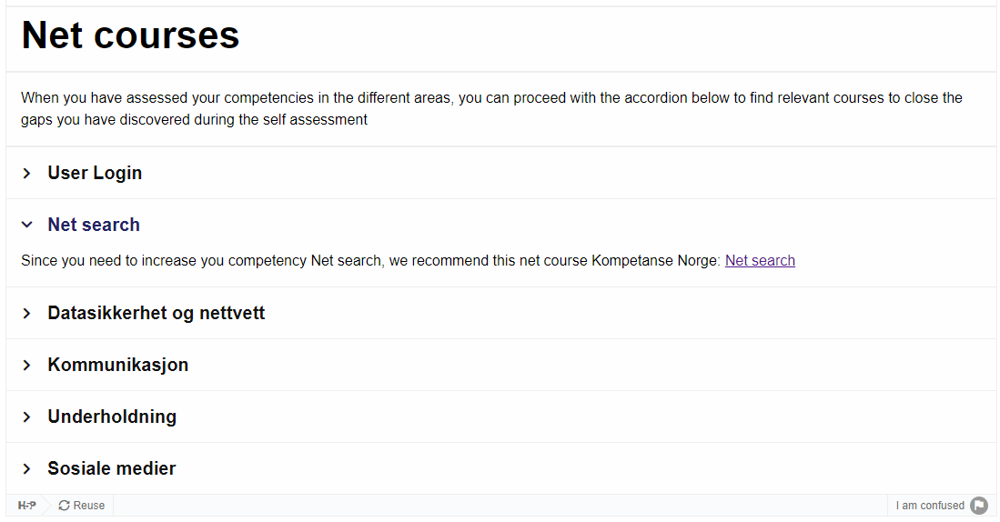 Net courses
When you have assessed your competencies in the different areas, you can proceed with the accordion below to find relevant courses to close the
gaps you have discovered during the self assessment
User Login
Net search
Since you need to increase you competency Net search, we recommend this net course Kompetanse Norge: Net search
Datasikkerhet og nettvett
Kommunikasjon
Underholdning
Sosiale medier
H5P Reuse I am confused